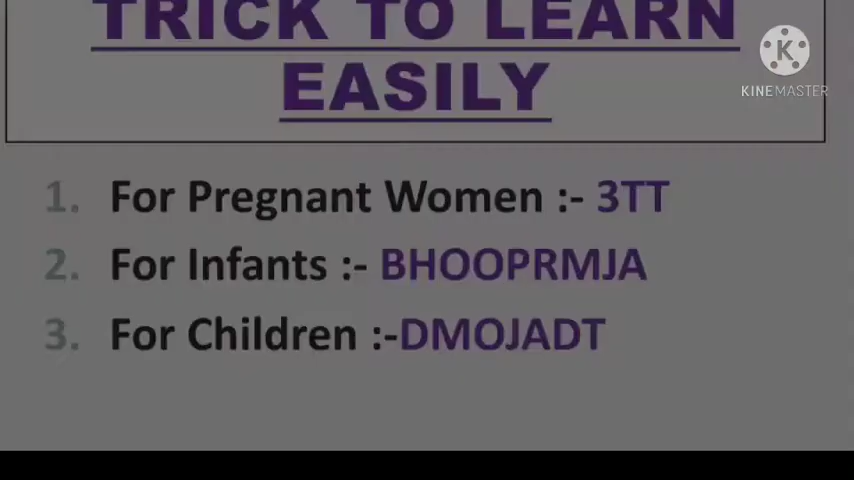 TRICK TO LEARN
EASILY
KINEMASTER
1. For Pregnant Women :- 3TT
2. For Infants :- BHOOPRMJA
3. For Children :-DMOJADT